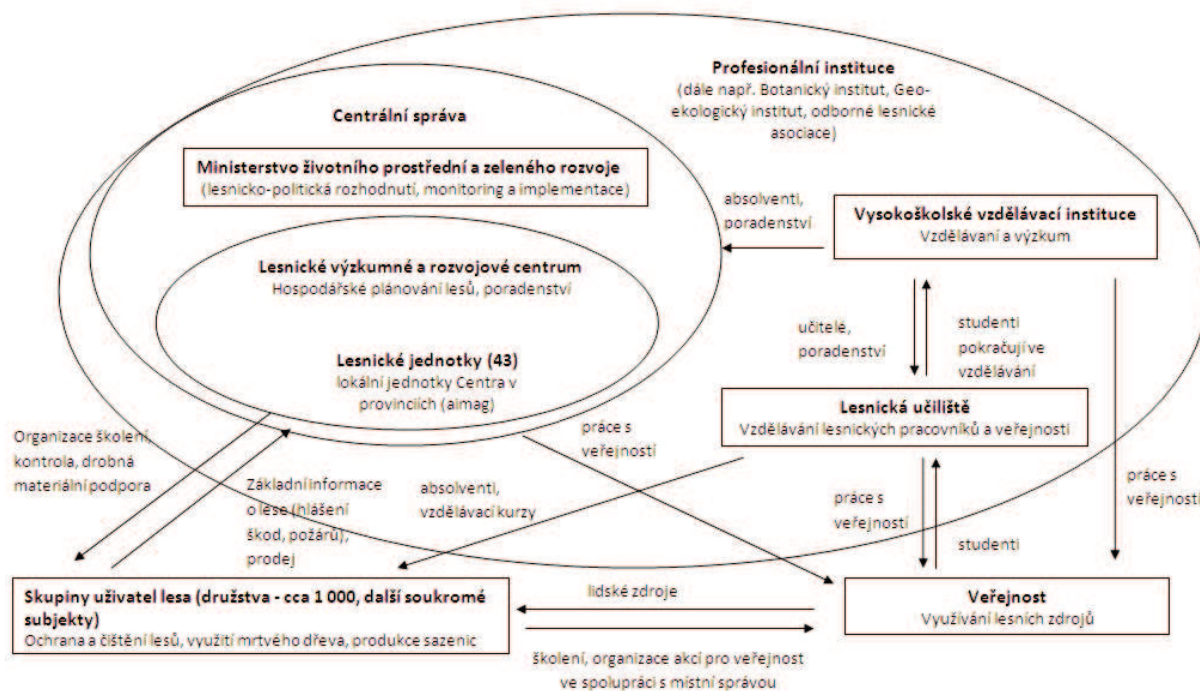 Profesionální instituce
(dále např. Botanický institut, Geo-
ekologický institut, odborné lesnické
asociace)
Centrální správa
Ministerstvo životního prostřední a zeleného rozvoje
(lesnicko-politická rozhodnutí, monitoring a implementace)
absolventi,
poradenství
Vysokoškolské vzdělávací instituce
Vzdělávaní a výzkum
Lesnické výzkumné a rozvojové centrum
Hospodářské plánování lesů, poradenství
učitelé,
poradenství
studenti
pokračují ve
vzdělávání
Lesnické jednotky (43)
lokální jednotky Centra v
provinciích (aimag)
Lesnická učiliště
Vzdělávání lesnických pracovníků a veřejnosti
Organizace školení,
kontrola, drobná
materiální podpora
Základní informace
o lese (hlášení
škod, požárů),
prodej
absolventi,
vzdělávací kurzy
práce s
veřejností
práce s
veřejností
studenti
práce s
veřejností
Skupiny uživatel lesa (družstva - cca 1 000, další soukromé
subjekty)
Ochrana a čištění lesů, využití mrtvého dřeva, produkce sazenic
lidské zdroje
Veřejnost
Využívání lesních zdrojů
školení, organizace akcí pro veřejnost
ve spolupráci s místní správou